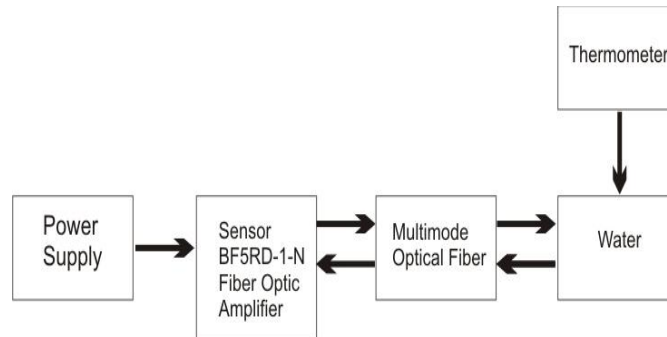 Thermometer
Power
Supply
Sensor
BF5RD-1-N
Fiber Optic
Amplifier
Multimode
Optical Fiber
Water